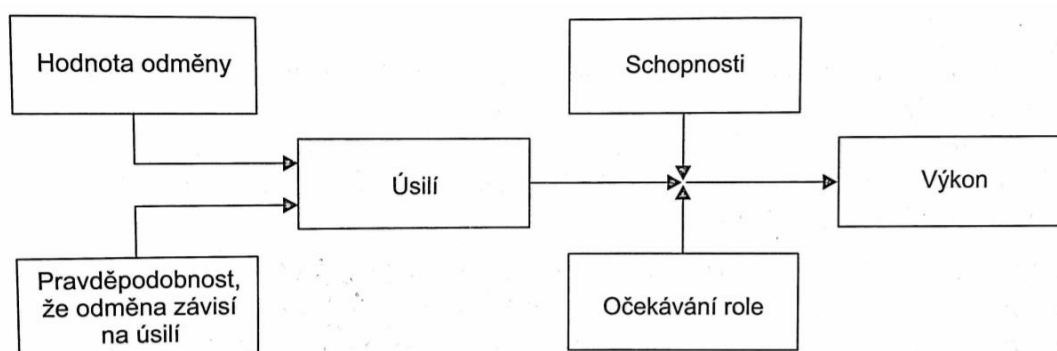 Hodnota odměny
Schopnosti
Úsilí
Výkon
Pravděpodobnost,
že odměna závisí
na úsilí
Očekávání role